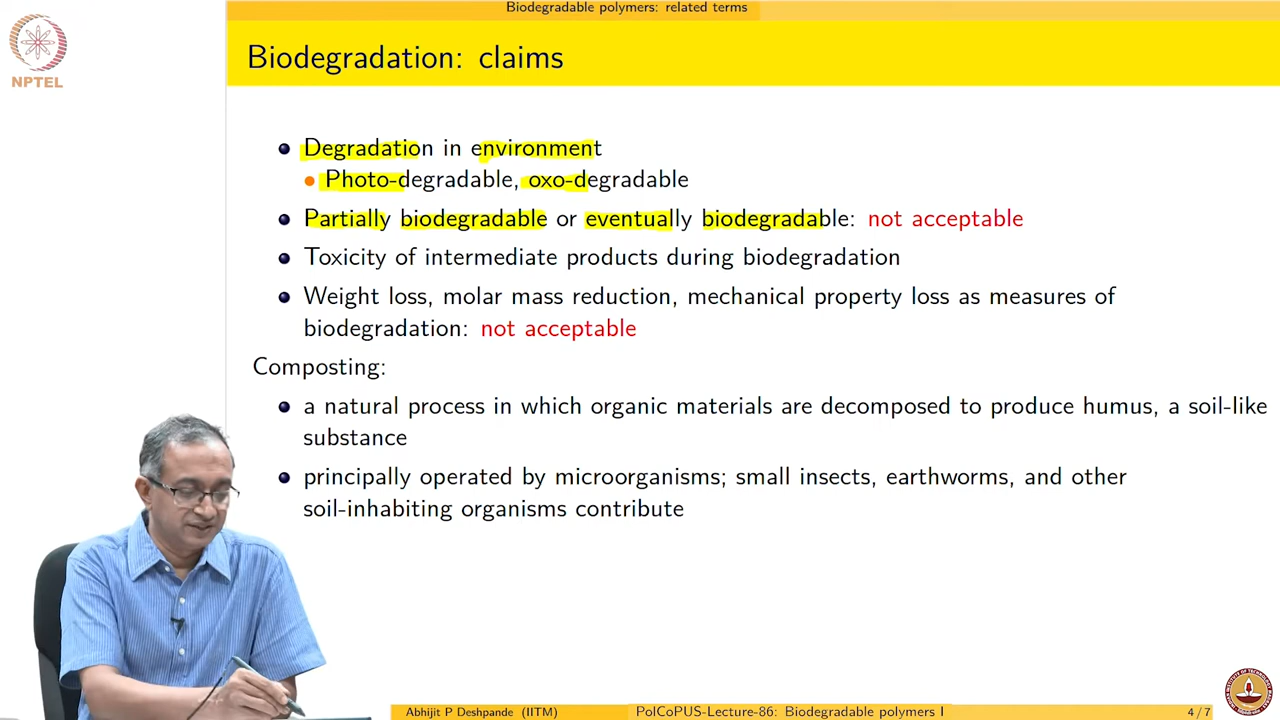 Biodegradable polymers: related terms
NPTEL
Biodegradation: claims
Degradation in environment
Photo-degradable, oxo-degradable
Partially biodegradable or eventually biodegradable: not acceptable
Toxicity of intermediate products during biodegradation
Weight loss, molar mass reduction, mechanical property loss as measures of
biodegradation: not acceptable
Composting:
a natural process in which organic materials are decomposed to produce humus, a soil-like
substance
principally operated by microorganisms; small insects, earthworms, and other
soil-inhabiting organisms contribute
Abhijit P Deshpande (IITM) PolCoPUS-Lecture-86: Biodegradable polymers I 4/7